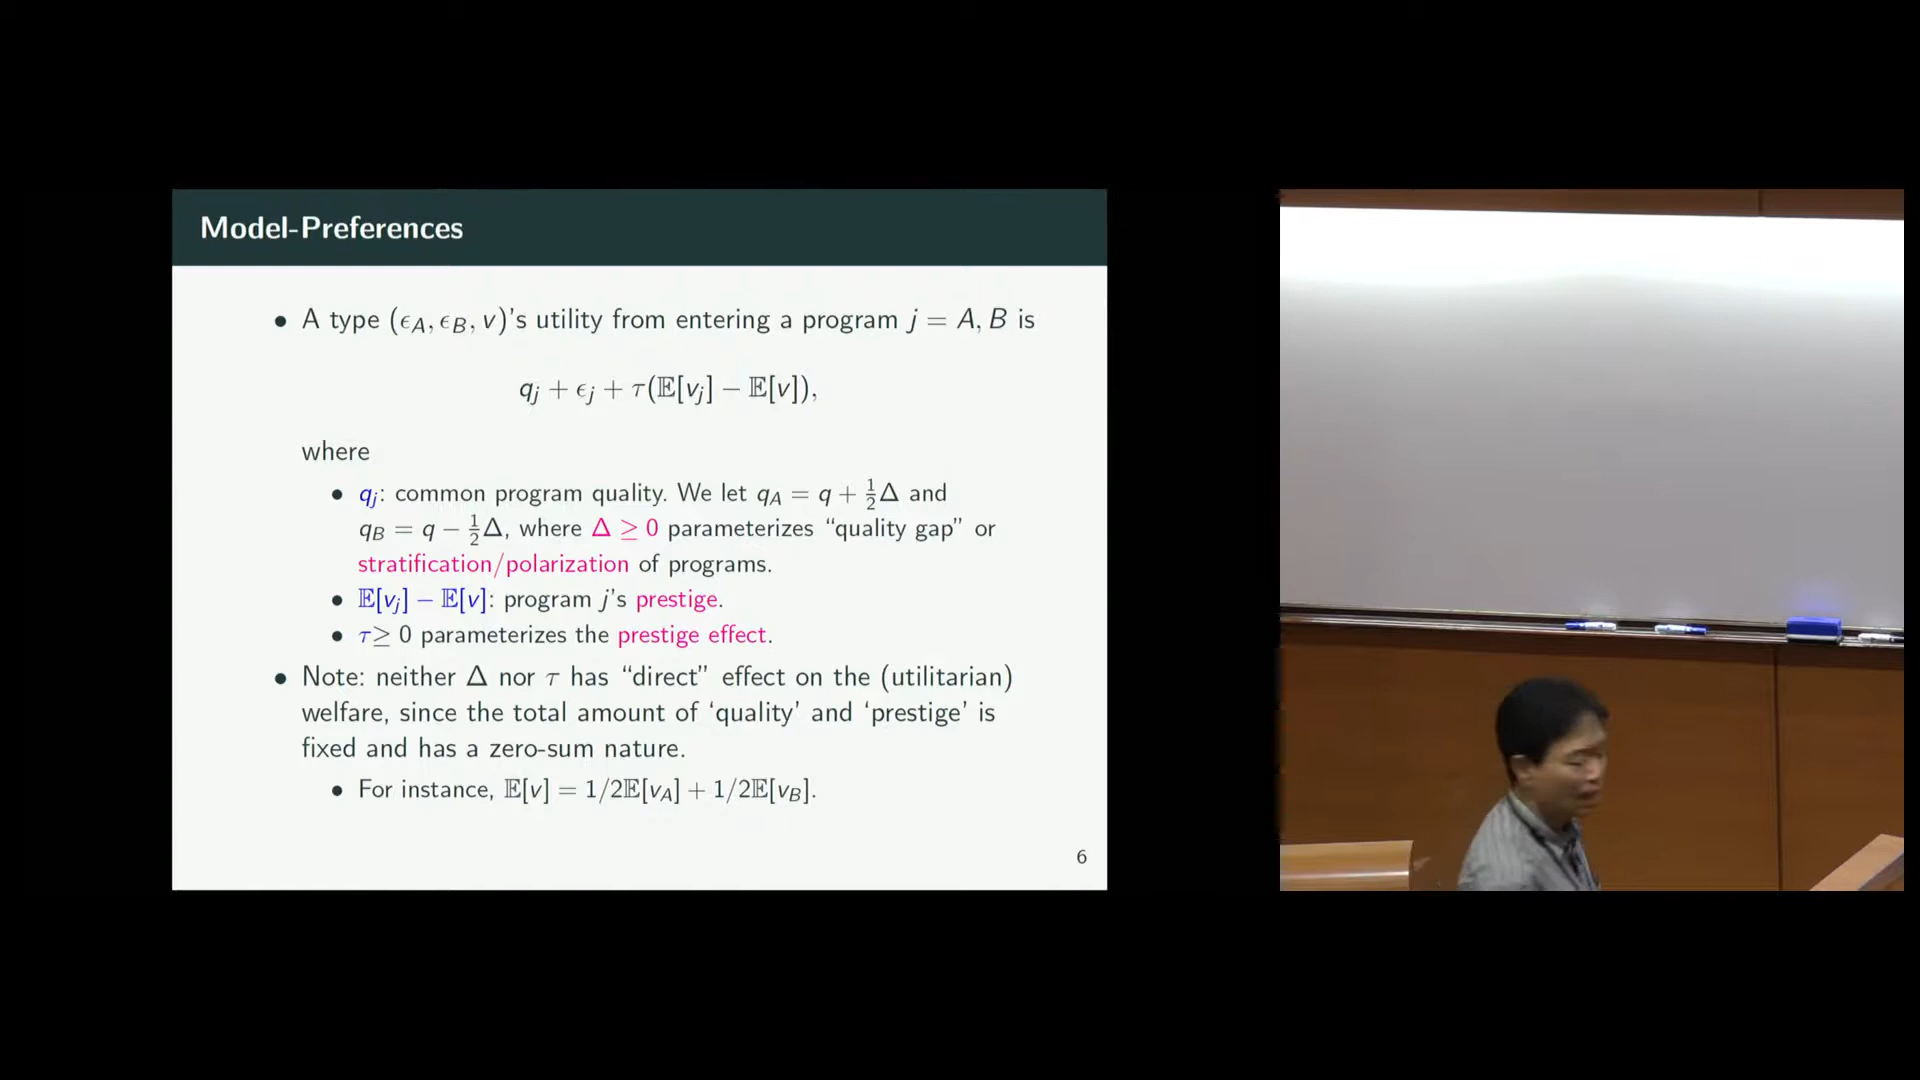 Model-Preferences
• A type (ϵ_A, ϵ_B, v)'s utility from entering a program j = A, B is
q_j + ϵ_j + τ(𝔼[v_j] − 𝔼[v]),
where
• q_j: common program quality. We let q_A = q + ½Δ and
q_B = q − ½Δ, where Δ ≥ 0 parameterizes “quality gap” or
stratification/polarization of programs.
• 𝔼[v_j] − 𝔼[v]: program j's prestige.
• τ ≥ 0 parameterizes the prestige effect.
• Note: neither Δ nor τ has “direct” effect on the (utilitarian)
welfare, since the total amount of ‘quality’ and ‘prestige’ is
fixed and has a zero-sum nature.
• For instance, 𝔼[v] = 1/2𝔼[v_A] + 1/2𝔼[v_B].
6